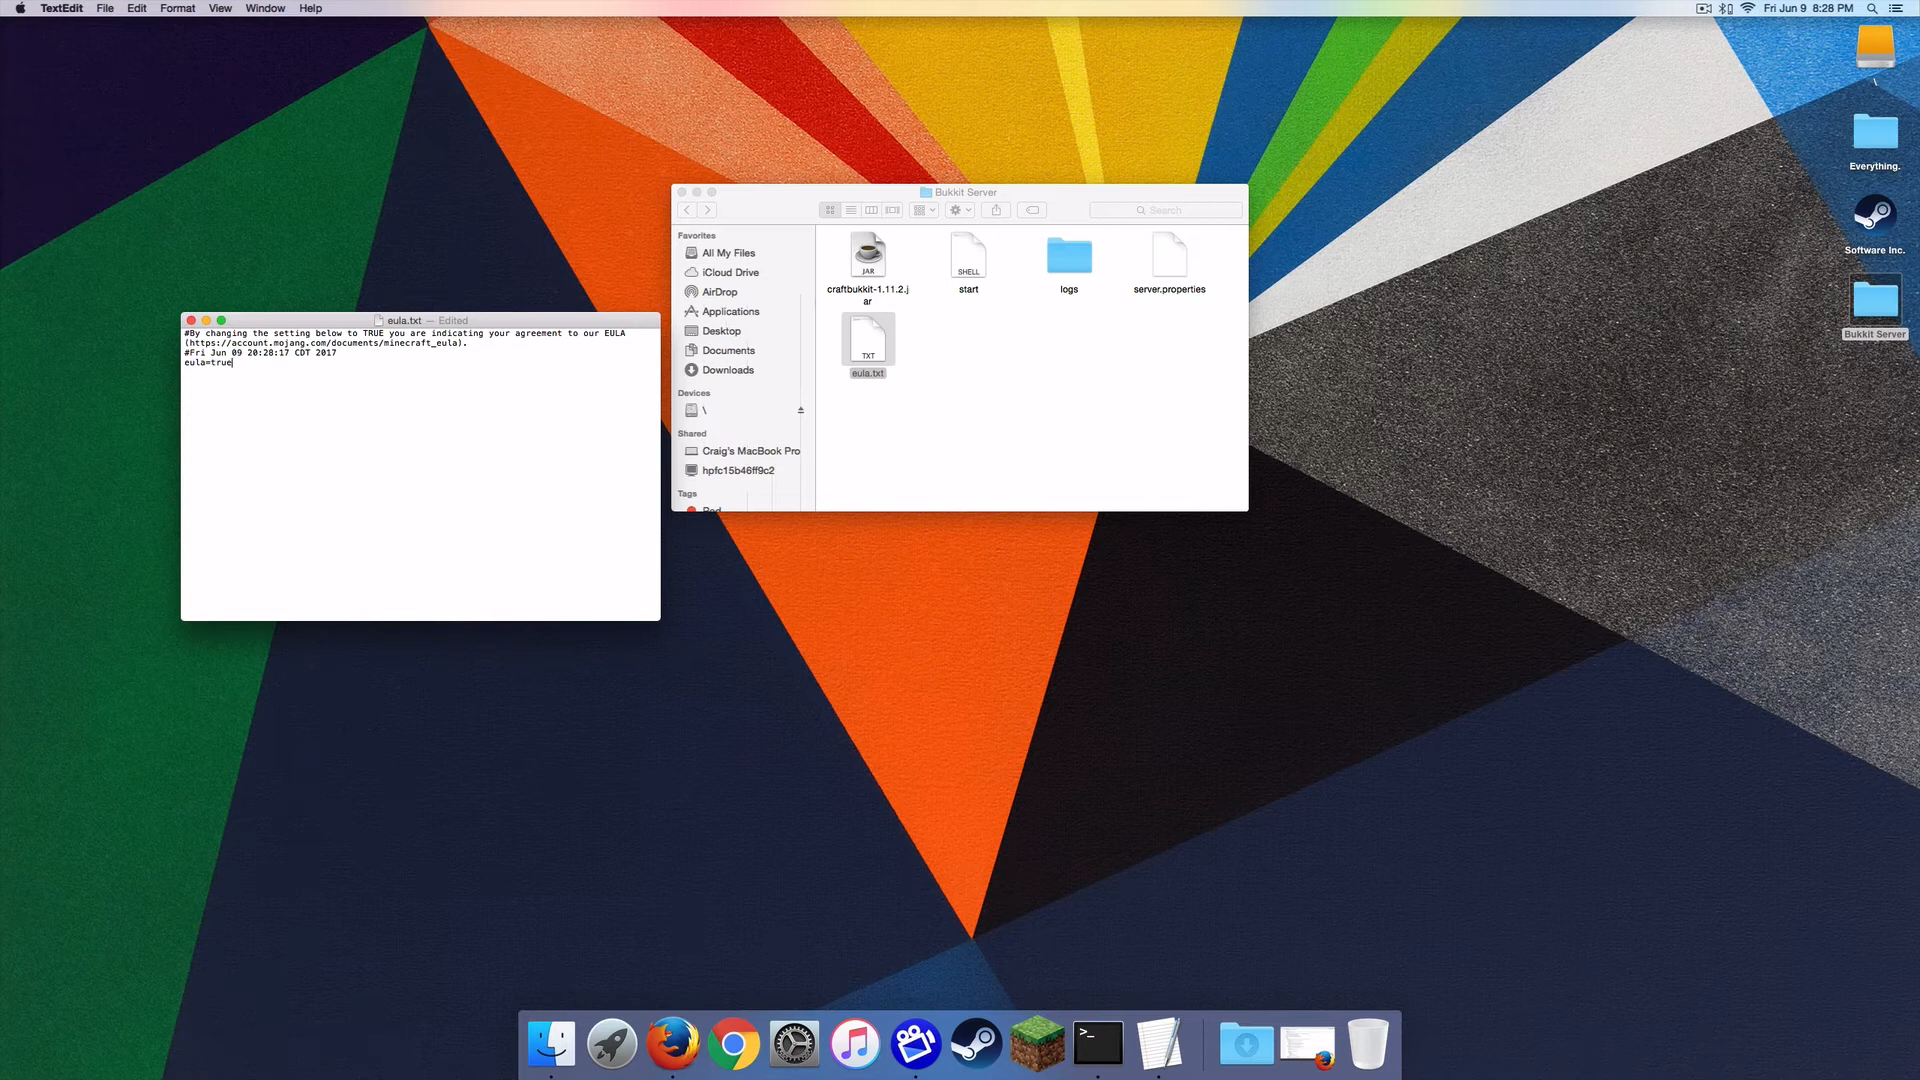 TextEdit File Edit Format View Window Help
Fri Jun 9 8:28 PM
\
Everything.
Software Inc.
Bukkit Server
eula.txt — Edited
#By changing the setting below to TRUE you are indicating your agreement to our EULA
(https://account.mojang.com/documents/minecraft_eula).
#Fri Jun 09 20:28:17 CDT 2017
eula=true
Bukkit Server
Search
Favorites
All My Files
iCloud Drive
AirDrop
Applications
Desktop
Documents
Downloads
Devices
\
Shared
Craig's MacBook Pro
hpfc15b46ff9c2
Tags
Red
JAR
craftbukkit-1.11.2.j
ar
SHELL
start
logs
server.properties
TXT
eula.txt
>_